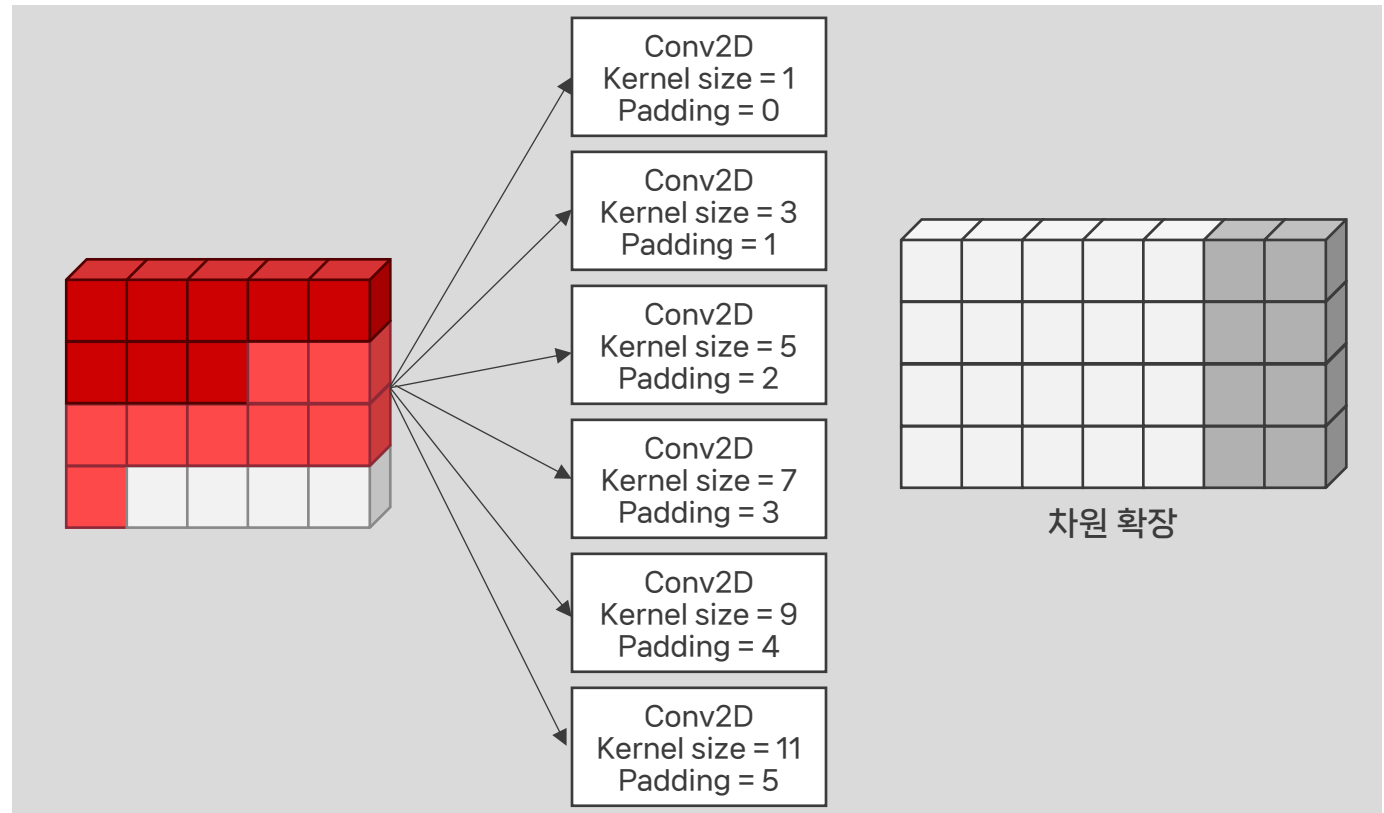 Conv2D
Kernel size = 1
Padding = 0
Conv2D
Kernel size = 3
Padding = 1
Conv2D
Kernel size = 5
Padding = 2
Conv2D
Kernel size = 7
Padding = 3
Conv2D
Kernel size = 9
Padding = 4
Conv2D
Kernel size = 11
Padding = 5
차원 확장